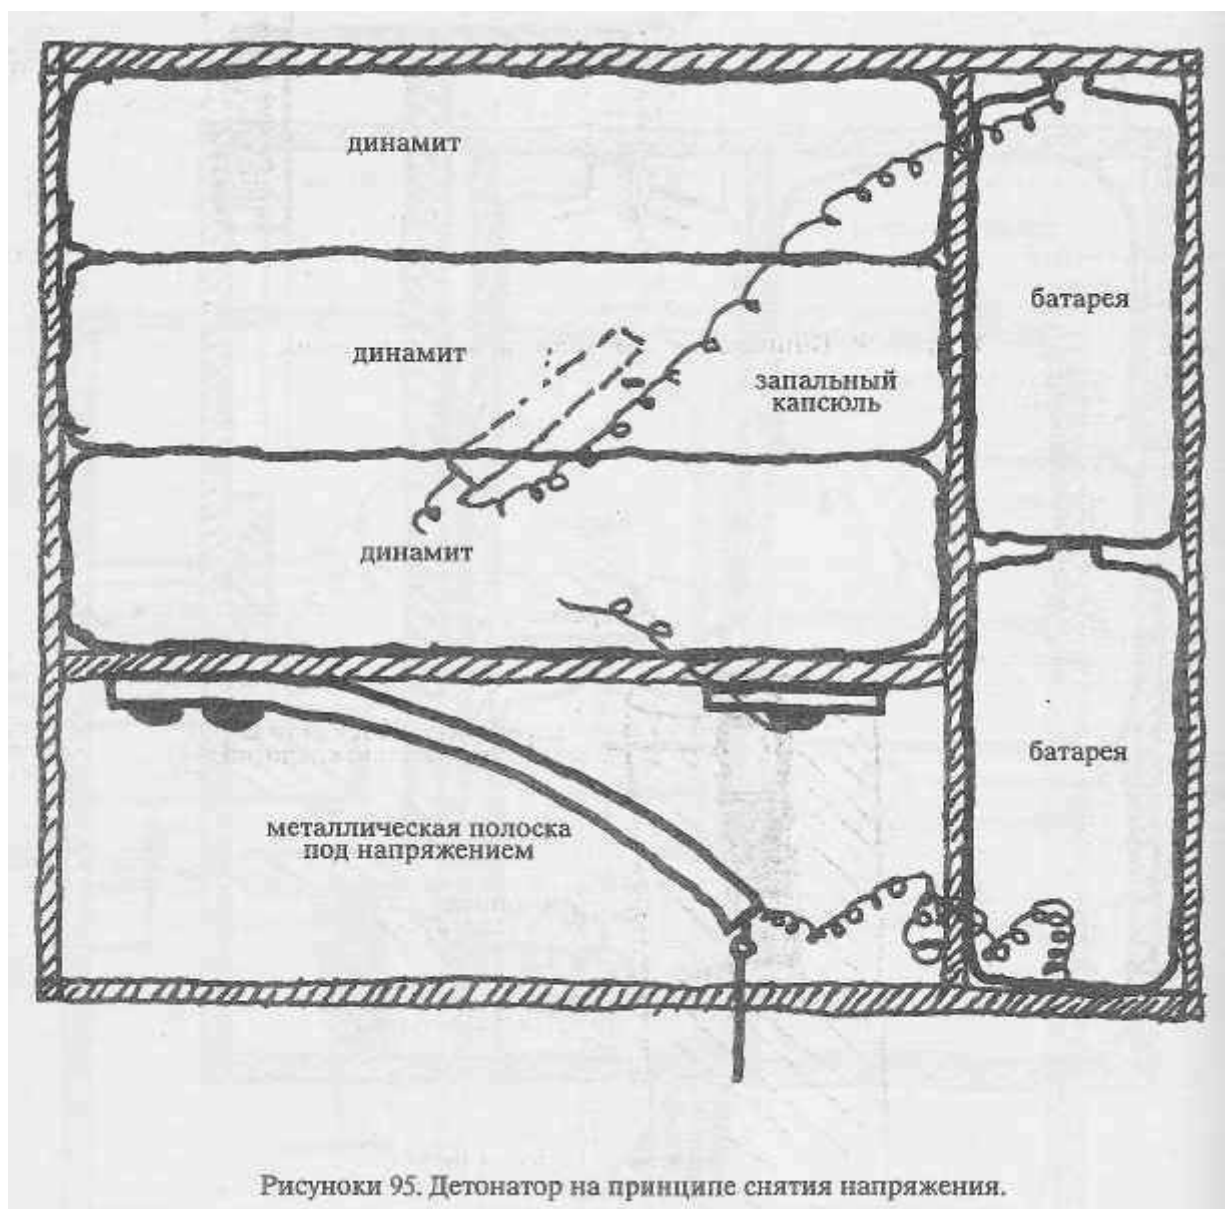 динамит
батарея
динамит
запальный
капсюль
динамит
батарея
металлическая полоска
под напряжением
Рисуноки 95. Детонатор на принципе снятия напряжения.